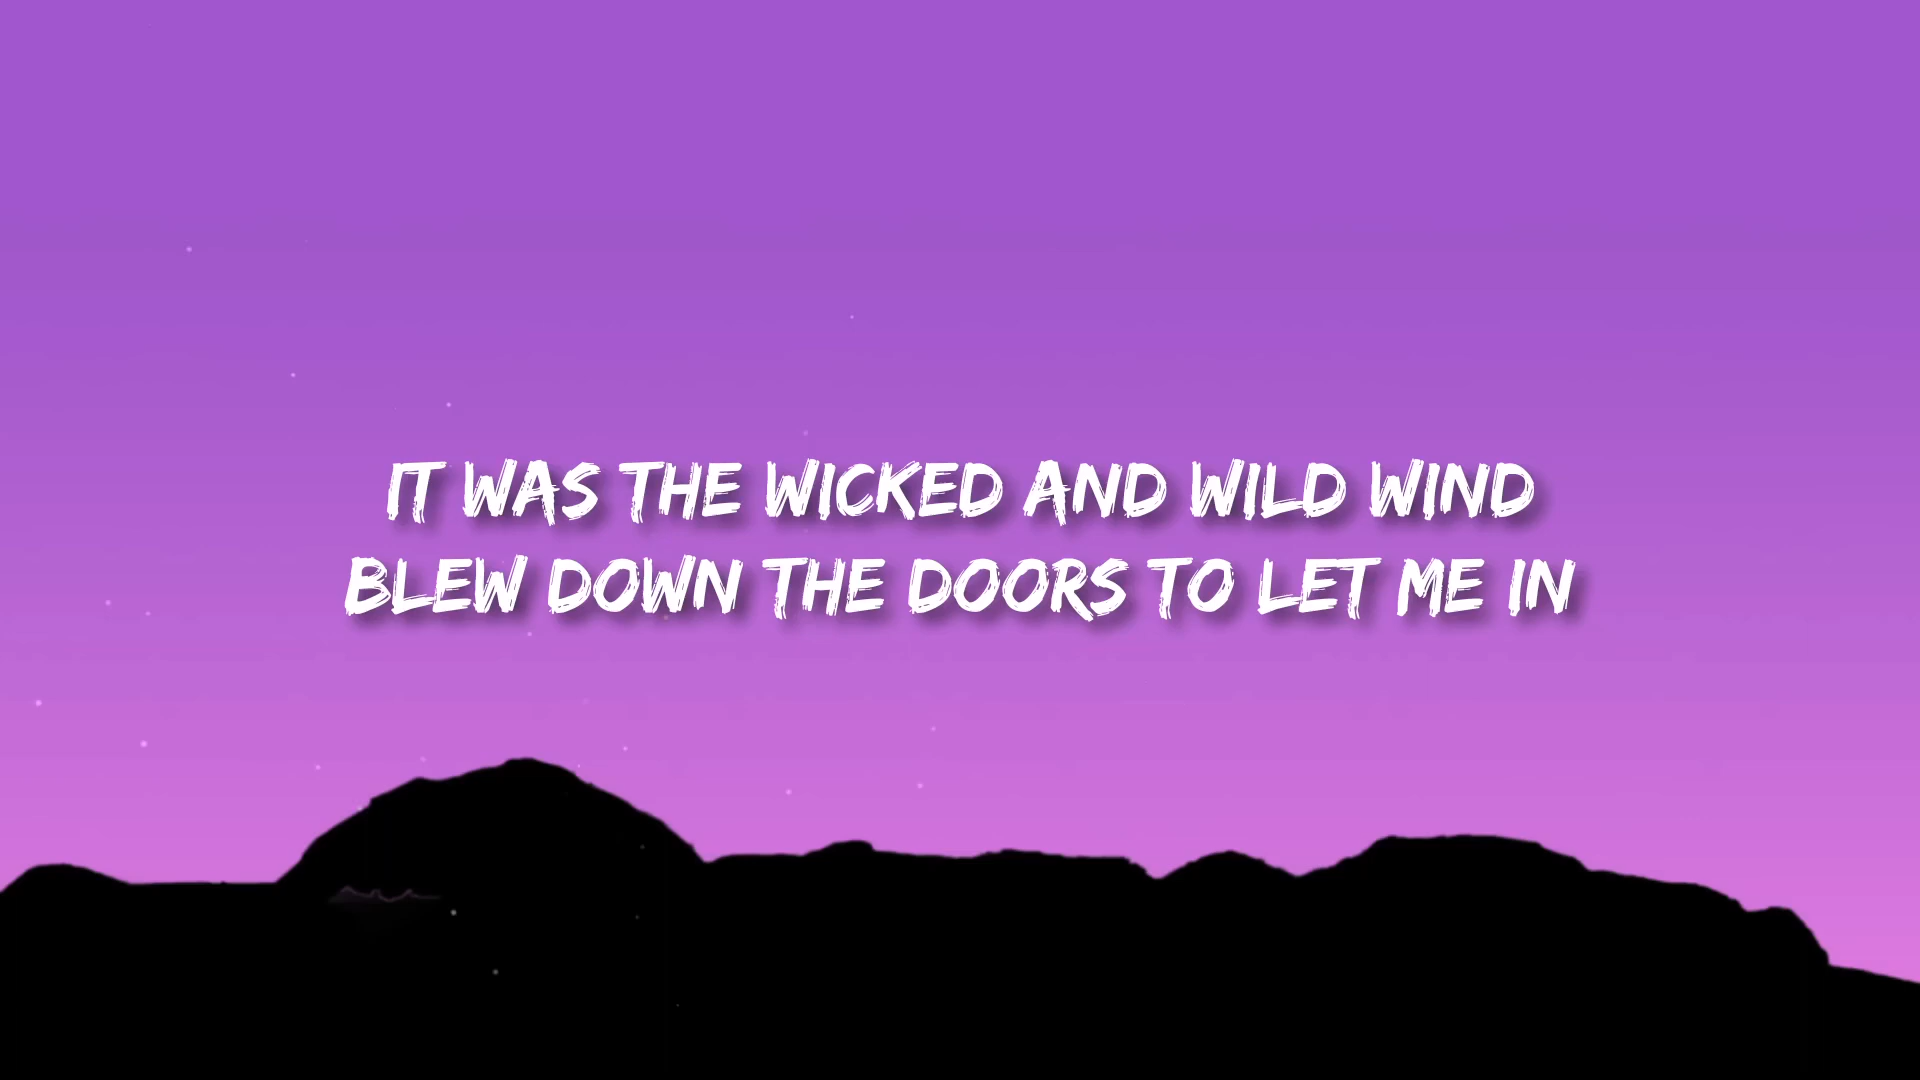 IT WAS THE WICKED AND WILD WIND
BLEW DOWN THE DOORS TO LET ME IN